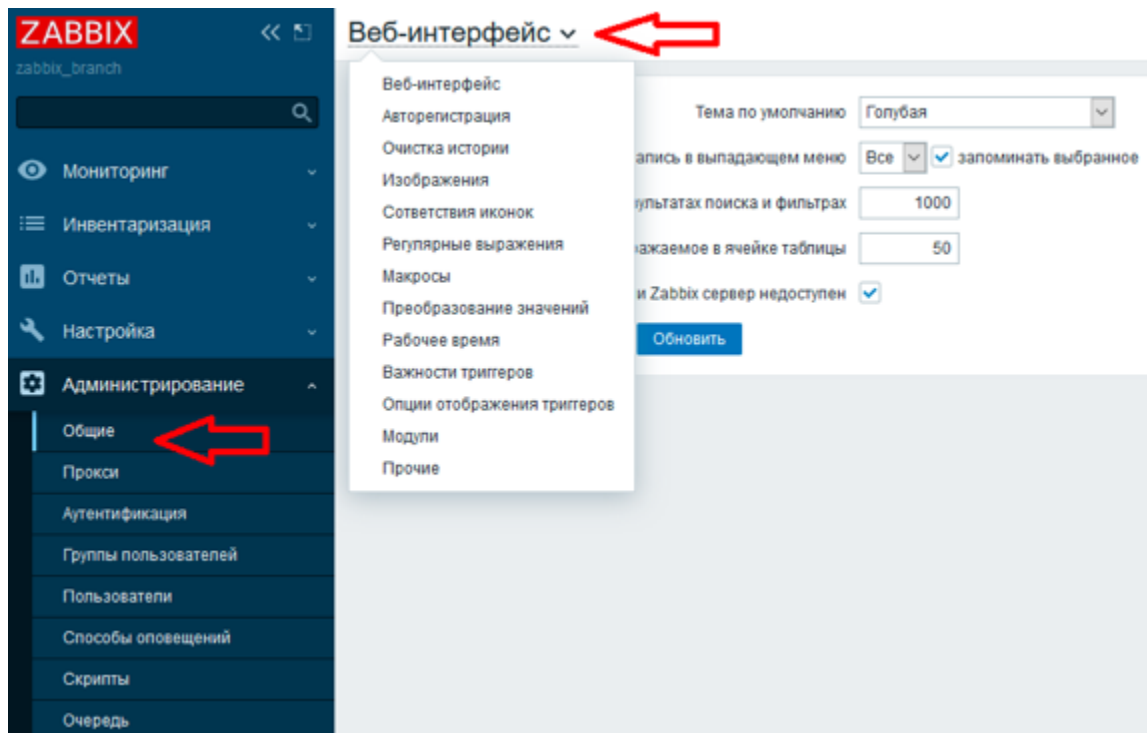 ZABBIX
zabbix_branch
Мониторинг
Инвентаризация
Отчеты
Настройка
Администрирование
Общие
Прокси
Аутентификация
Группы пользователей
Пользователи
Способы оповещений
Скрипты
Очередь
Веб-интерфейс
Веб-интерфейс
Авторегистрация
Очистка истории
Изображения
Сответствия иконок
Регулярные выражения
Макросы
Преобразование значений
Рабочее время
Важности триггеров
Опции отображения триггеров
Модули
Прочие
Тема по умолчанию Голубая
в выпадающем меню Все запоминать выбранное
поиска и фильтрах 1000
в ячейке таблицы 50
и Zabbix сервер недоступен
Обновить